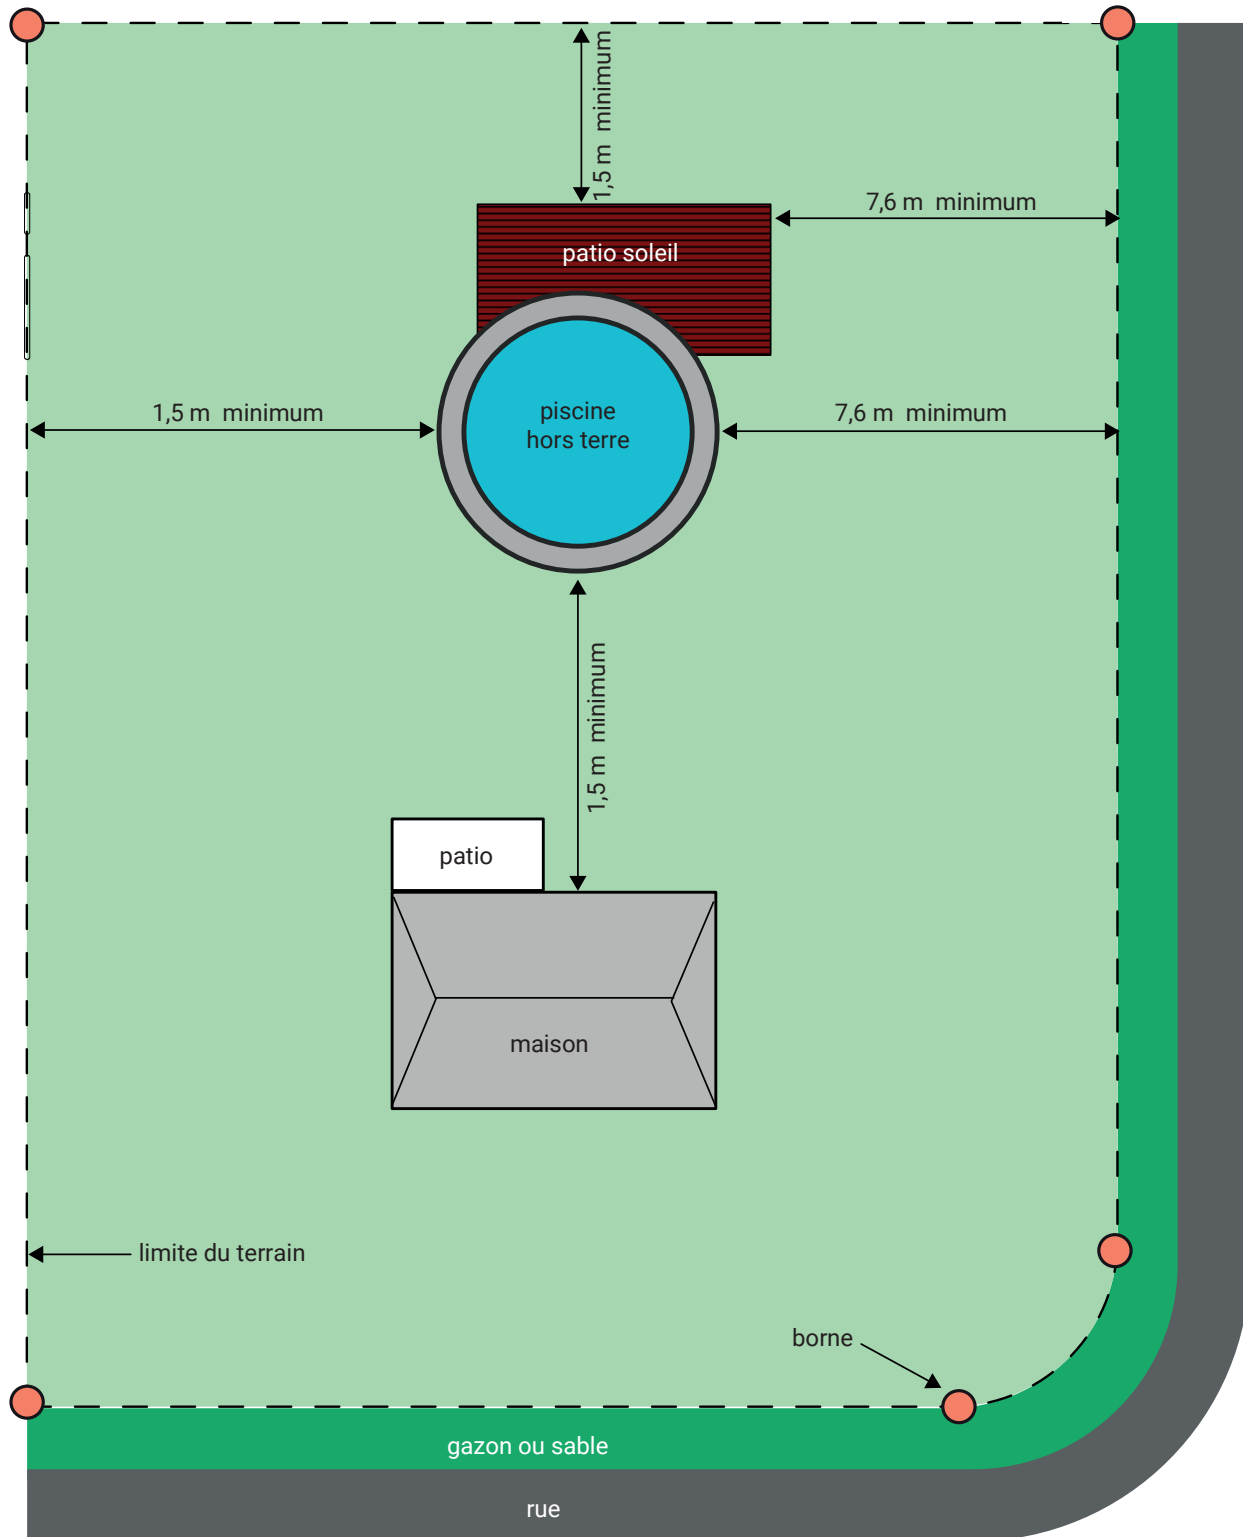 1,5 m minimum
7,6 m minimum
patio soleil
1,5 m minimum
piscine
hors terre
7,6 m minimum
1,5 m minimum
patio
maison
limite du terrain
borne
gazon ou sable
rue